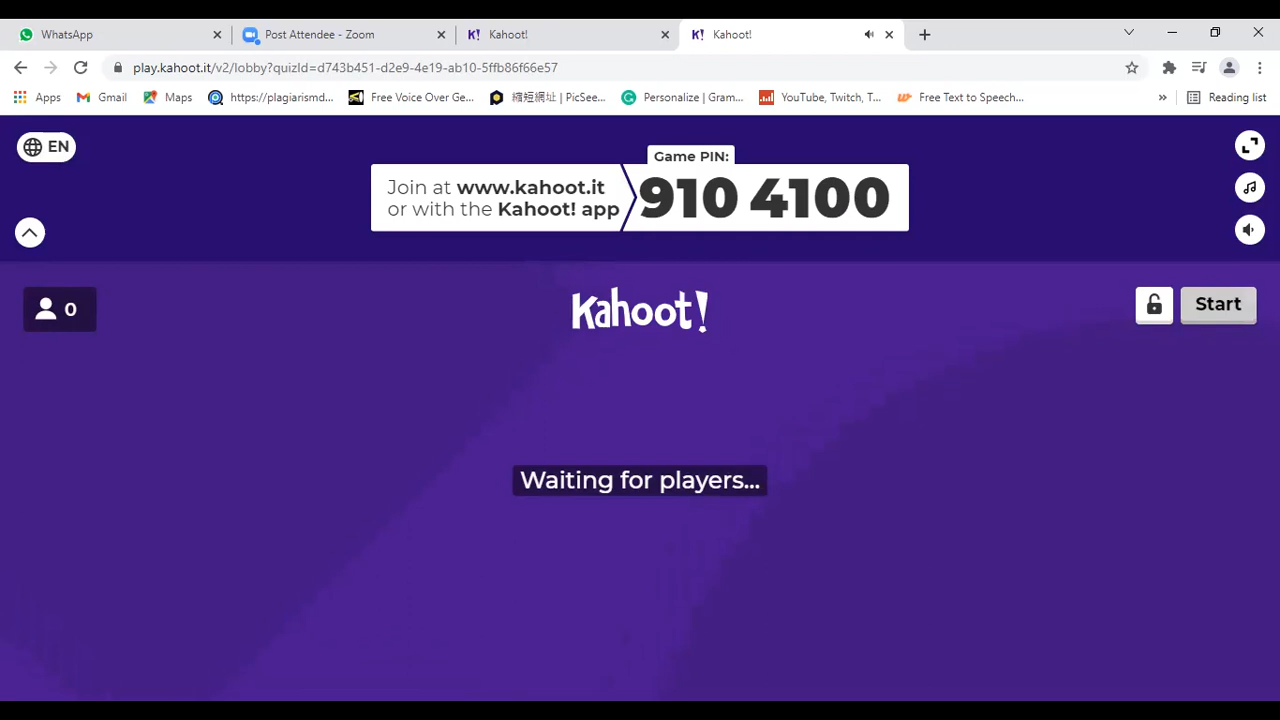 WhatsApp
Post Attendee - Zoom
Kahoot!
Kahoot!
play.kahoot.it/v2/lobby?quizId=d743b451-d2e9-4e19-ab10-5ffb86f66e57
Apps
Gmail
Maps
https://plagiarismd...
Free Voice Over Ge...
縮短網址 | PicSee...
Personalize | Gram...
YouTube, Twitch, T...
Free Text to Speech...
»
Reading list
EN
Game PIN:
Join at www.kahoot.it
or with the Kahoot! app
910 4100
0
Kahoot!
Start
Waiting for players...